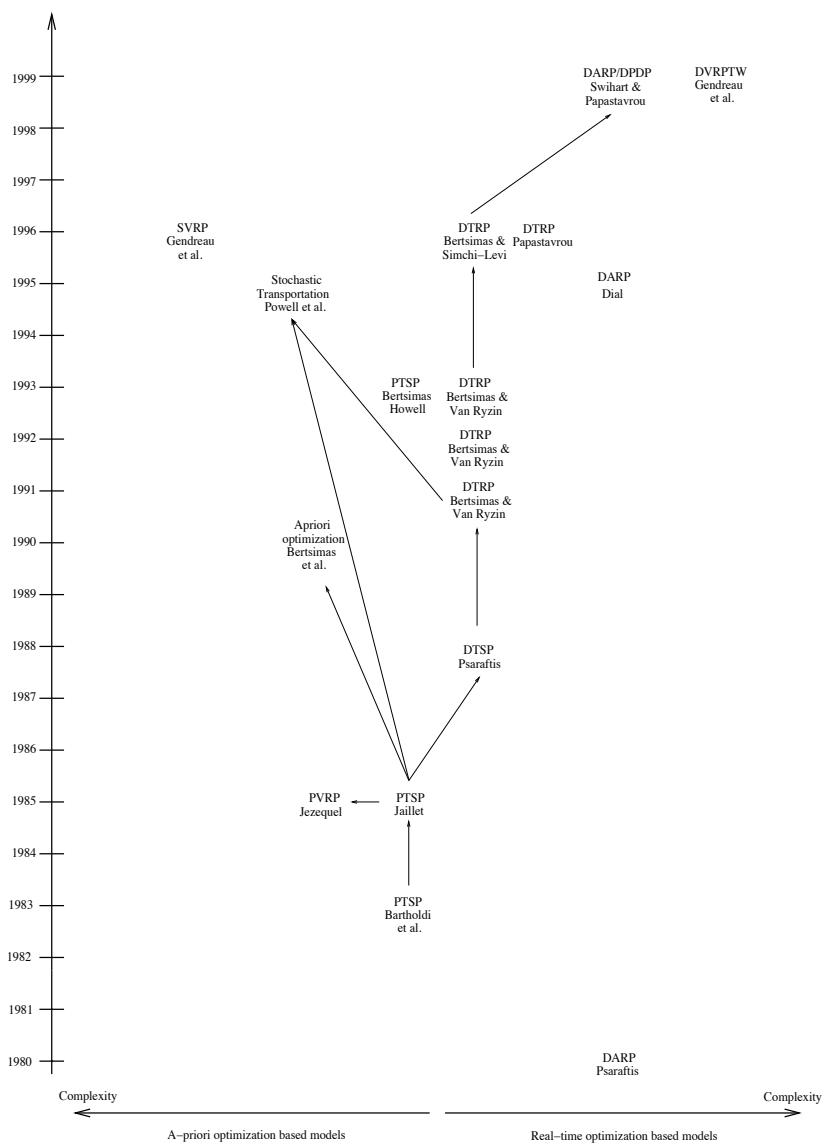 1999
DARP/DPDP
Swihart &
Papastavrou
DVRPTW
Gendreau
et al.
1998
1997
1996
SVRP
Gendreau
et al.
DTRP
Bertsimas &
Simchi-Levi
DTRP
Papastavrou
1995
Stochastic
Transportation
Powell et al.
DARP
Dial
1994
1993
PTSP
Bertsimas
Howell
DTRP
Bertsimas &
Van Ryzin
1992
DTRP
Bertsimas &
Van Ryzin
1991
DTRP
Bertsimas &
Van Ryzin
1990
Apriori
optimization
Bertsimas
et al.
1989
1988
DTSP
Psaraftis
1987
1986
1985
PVRP
Jezequel
PTSP
Jaillet
1984
1983
PTSP
Bartholdi
et al.
1982
1981
1980
DARP
Psaraftis
Complexity
Complexity
A-priori optimization based models
Real-time optimization based models